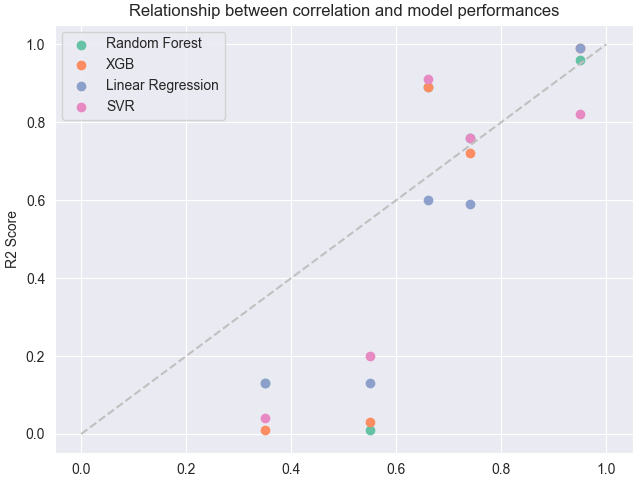 Relationship between correlation and model performances
Random Forest
XGB
Linear Regression
SVR
R2 Score
1.0
0.8
0.6
0.4
0.2
0.0
0.0 0.2 0.4 0.6 0.8 1.0